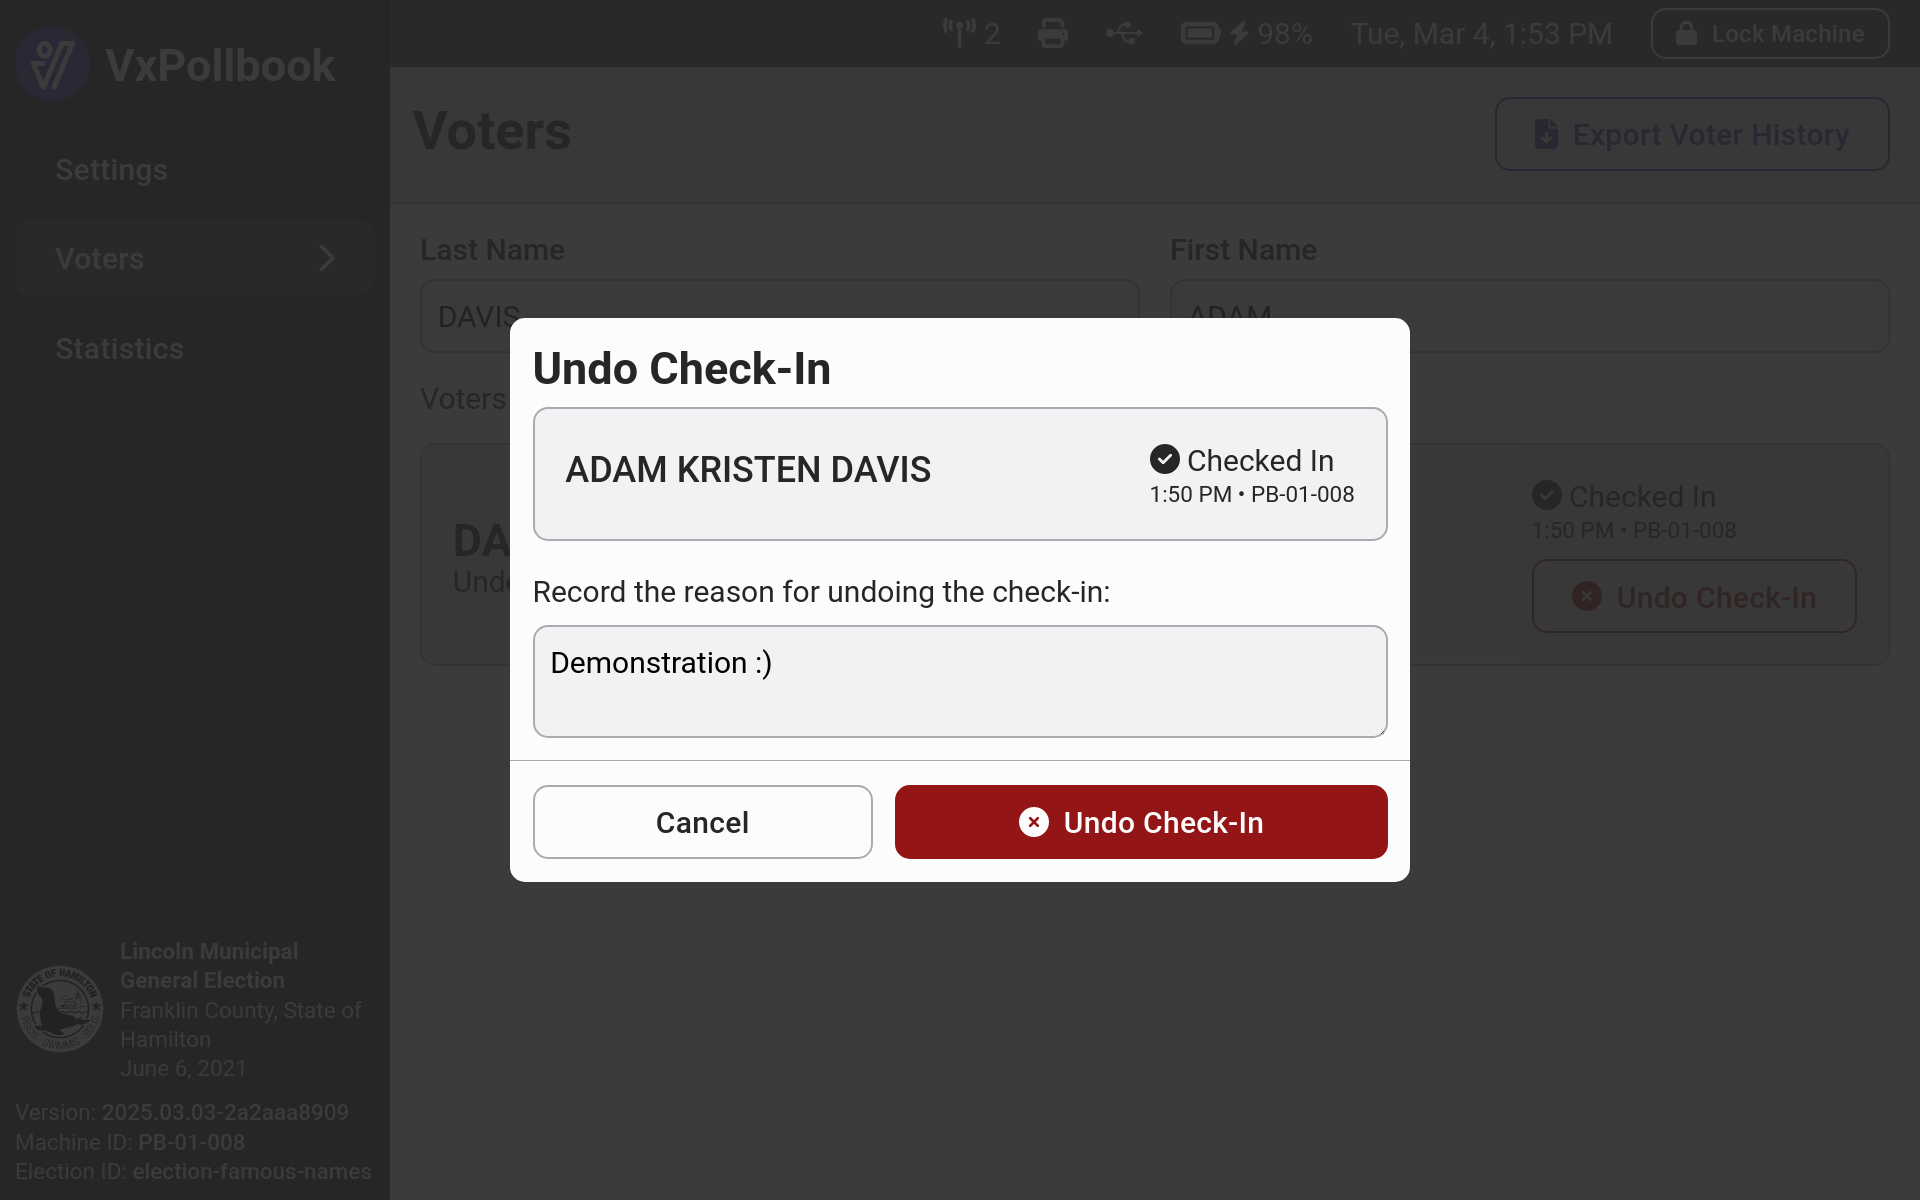 VxPollbook
2
98%
Tue, Mar 4, 1:53 PM
Lock Machine
Settings
Voters
Statistics
Voters
Export Voter History
Last Name
First Name
DAVIS
ADAM
Voters
Undo Check-In
ADAM KRISTEN DAVIS
Checked In
1:50 PM • PB-01-008
Record the reason for undoing the check-in:
Demonstration :)
Cancel
Undo Check-In
Checked In
1:50 PM • PB-01-008
Undo Check-In
STATE OF HAMILTON
Lincoln Municipal
General Election
Franklin County, State of
Hamilton
June 6, 2021
Version: 2025.03.03-2a2aaa8909
Machine ID: PB-01-008
Election ID: election-famous-names